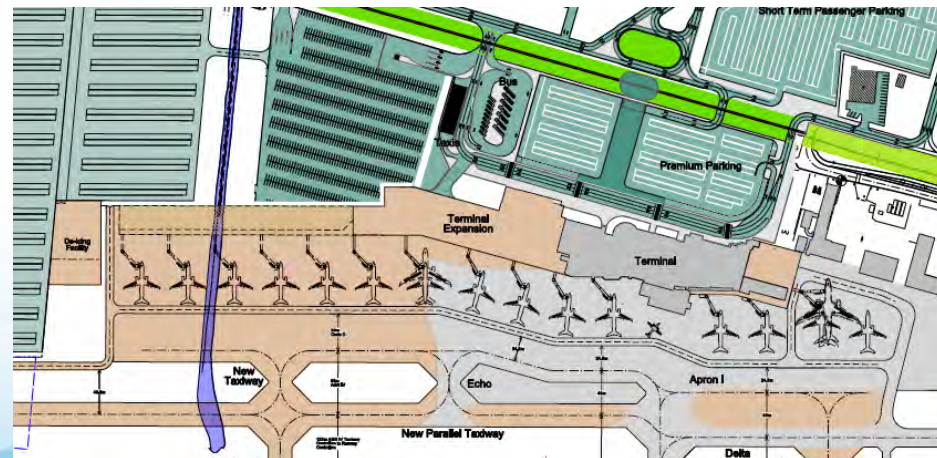 Short Term Passenger Parking
Bus
Taxis
Premium Parking
De-icing
Facility
Terminal
Expansion
Terminal
New
Taxiway
Echo
Apron I
New Parallel Taxiway
Delta